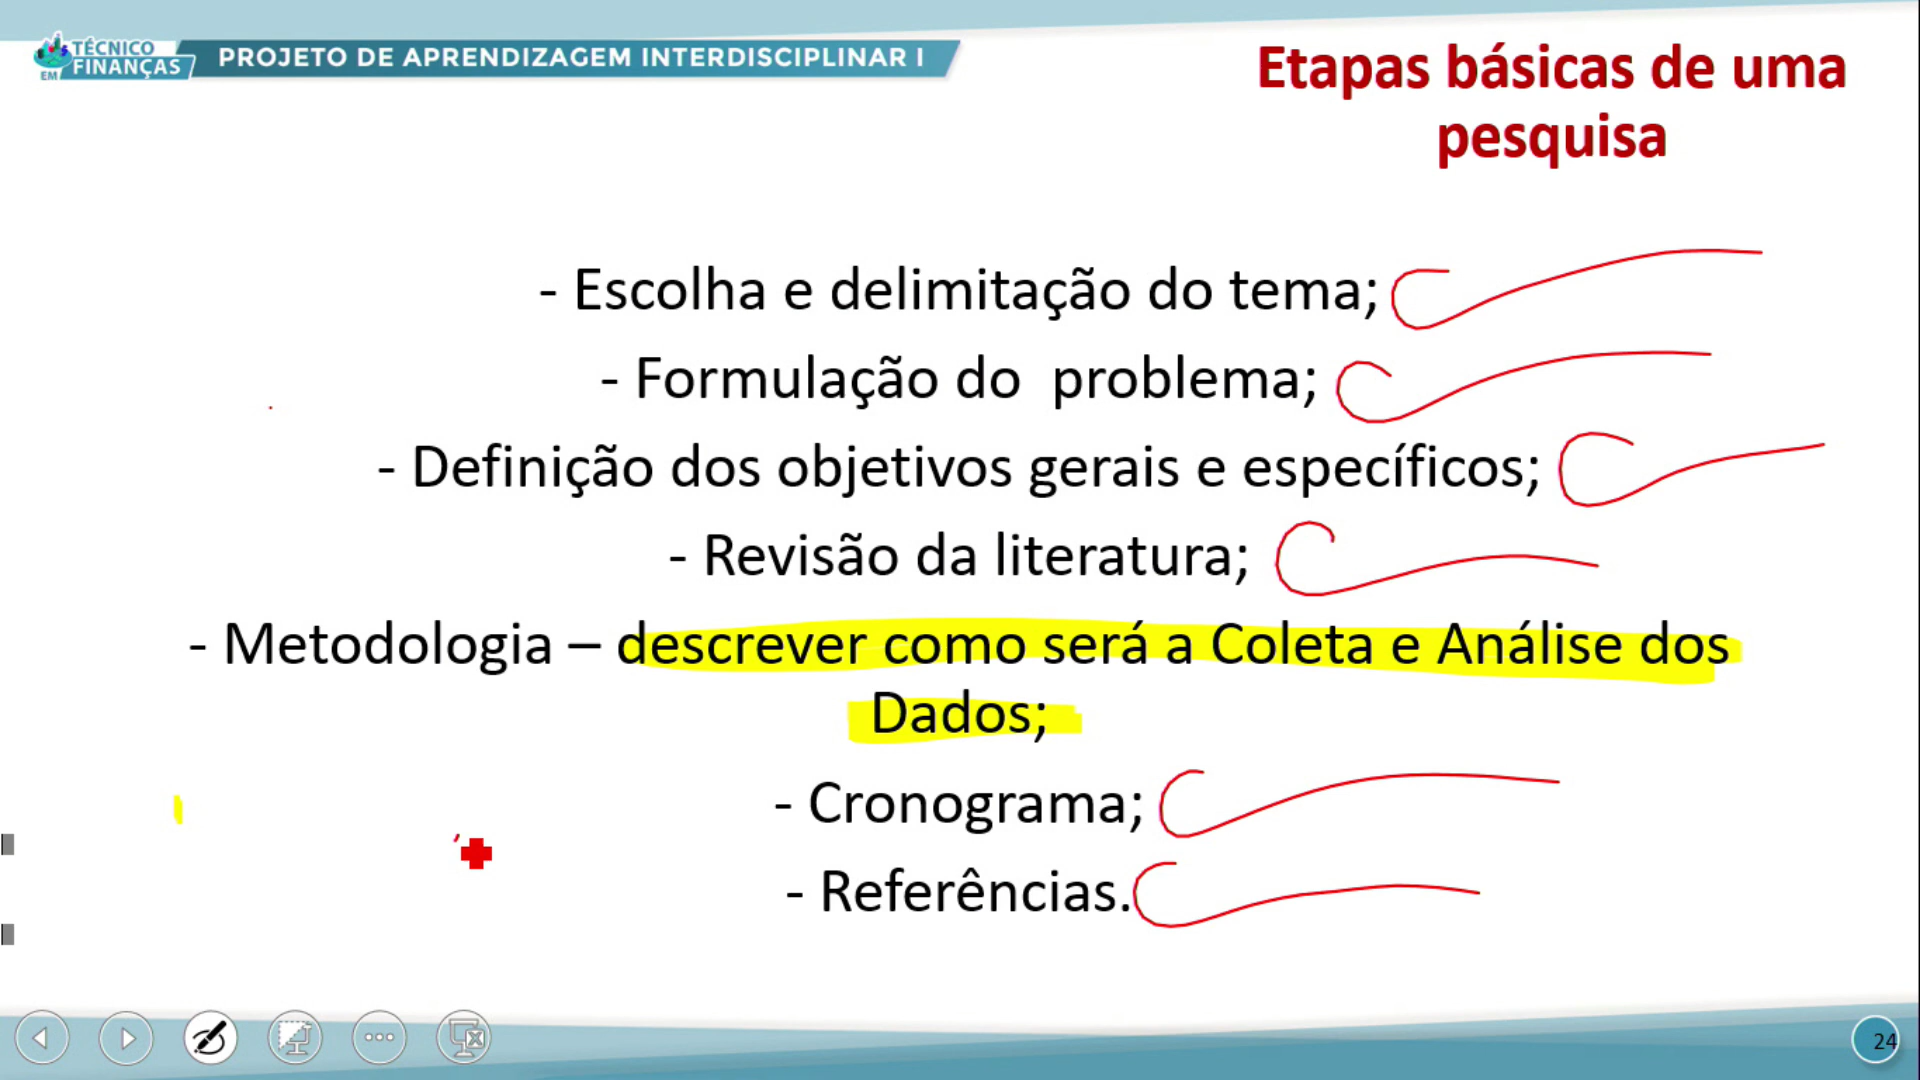 TÉCNICO
EM FINANÇAS
PROJETO DE APRENDIZAGEM INTERDISCIPLINAR I
Etapas básicas de uma
pesquisa
- Escolha e delimitação do tema;
- Formulação do  problema;
- Definição dos objetivos gerais e específicos;
- Revisão da literatura;
- Metodologia – descrever como será a Coleta e Análise dos
Dados;
- Cronograma;
- Referências.
24